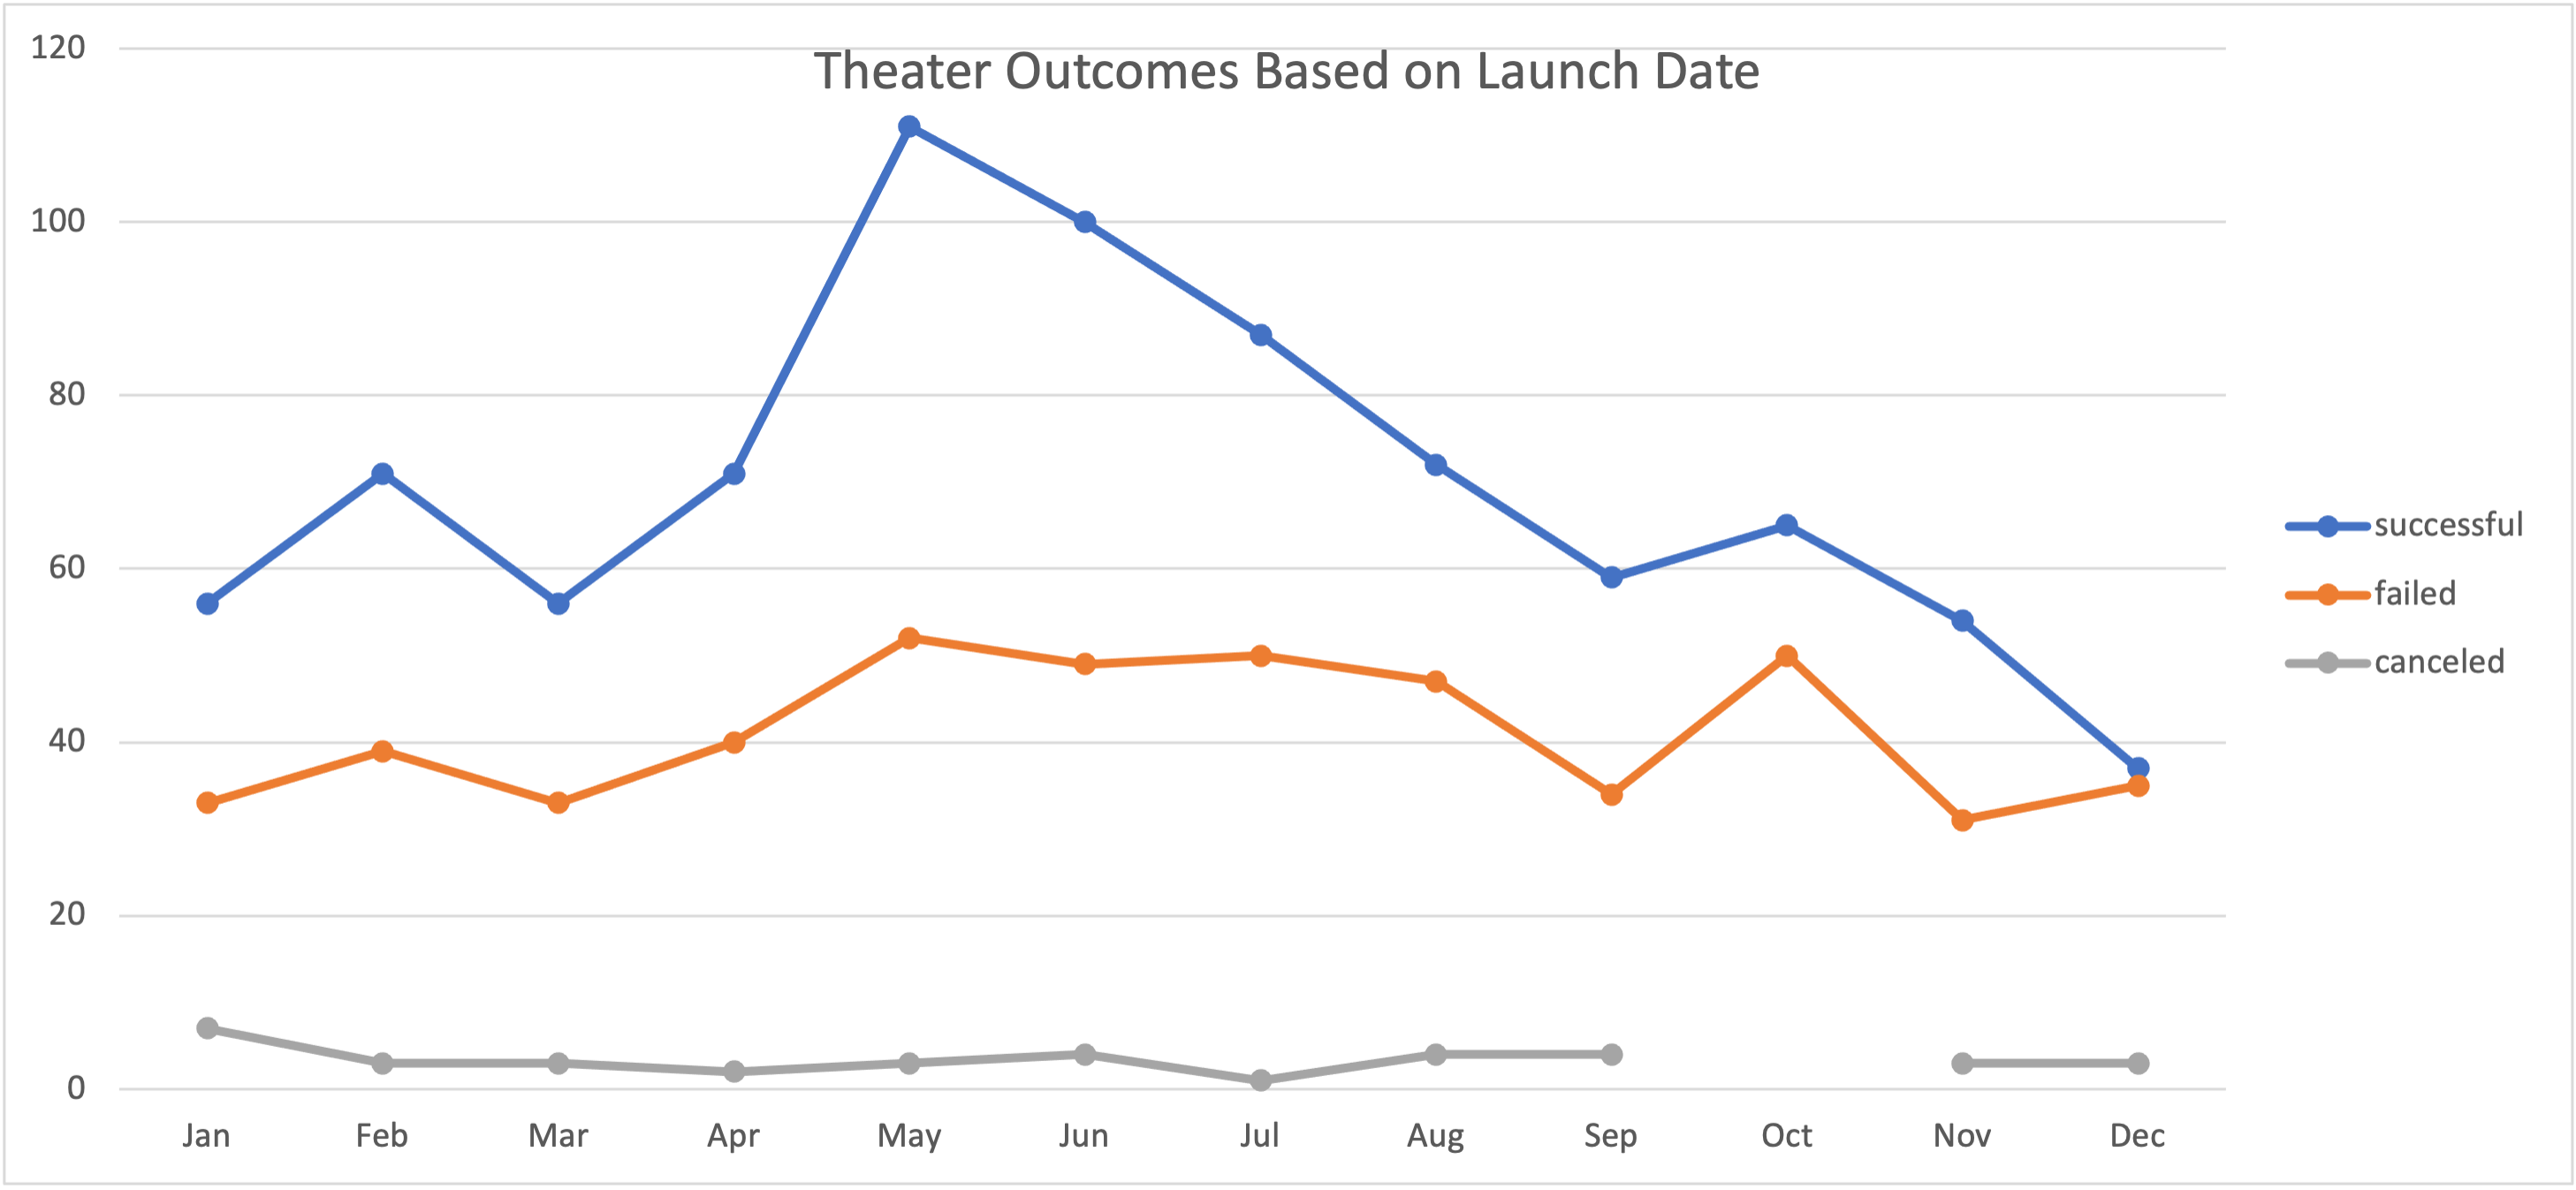 Theater Outcomes Based on Launch Date
120
100
80
60
40
20
0
Jan Feb Mar Apr May Jun Jul Aug Sep Oct Nov Dec
successful
failed
canceled